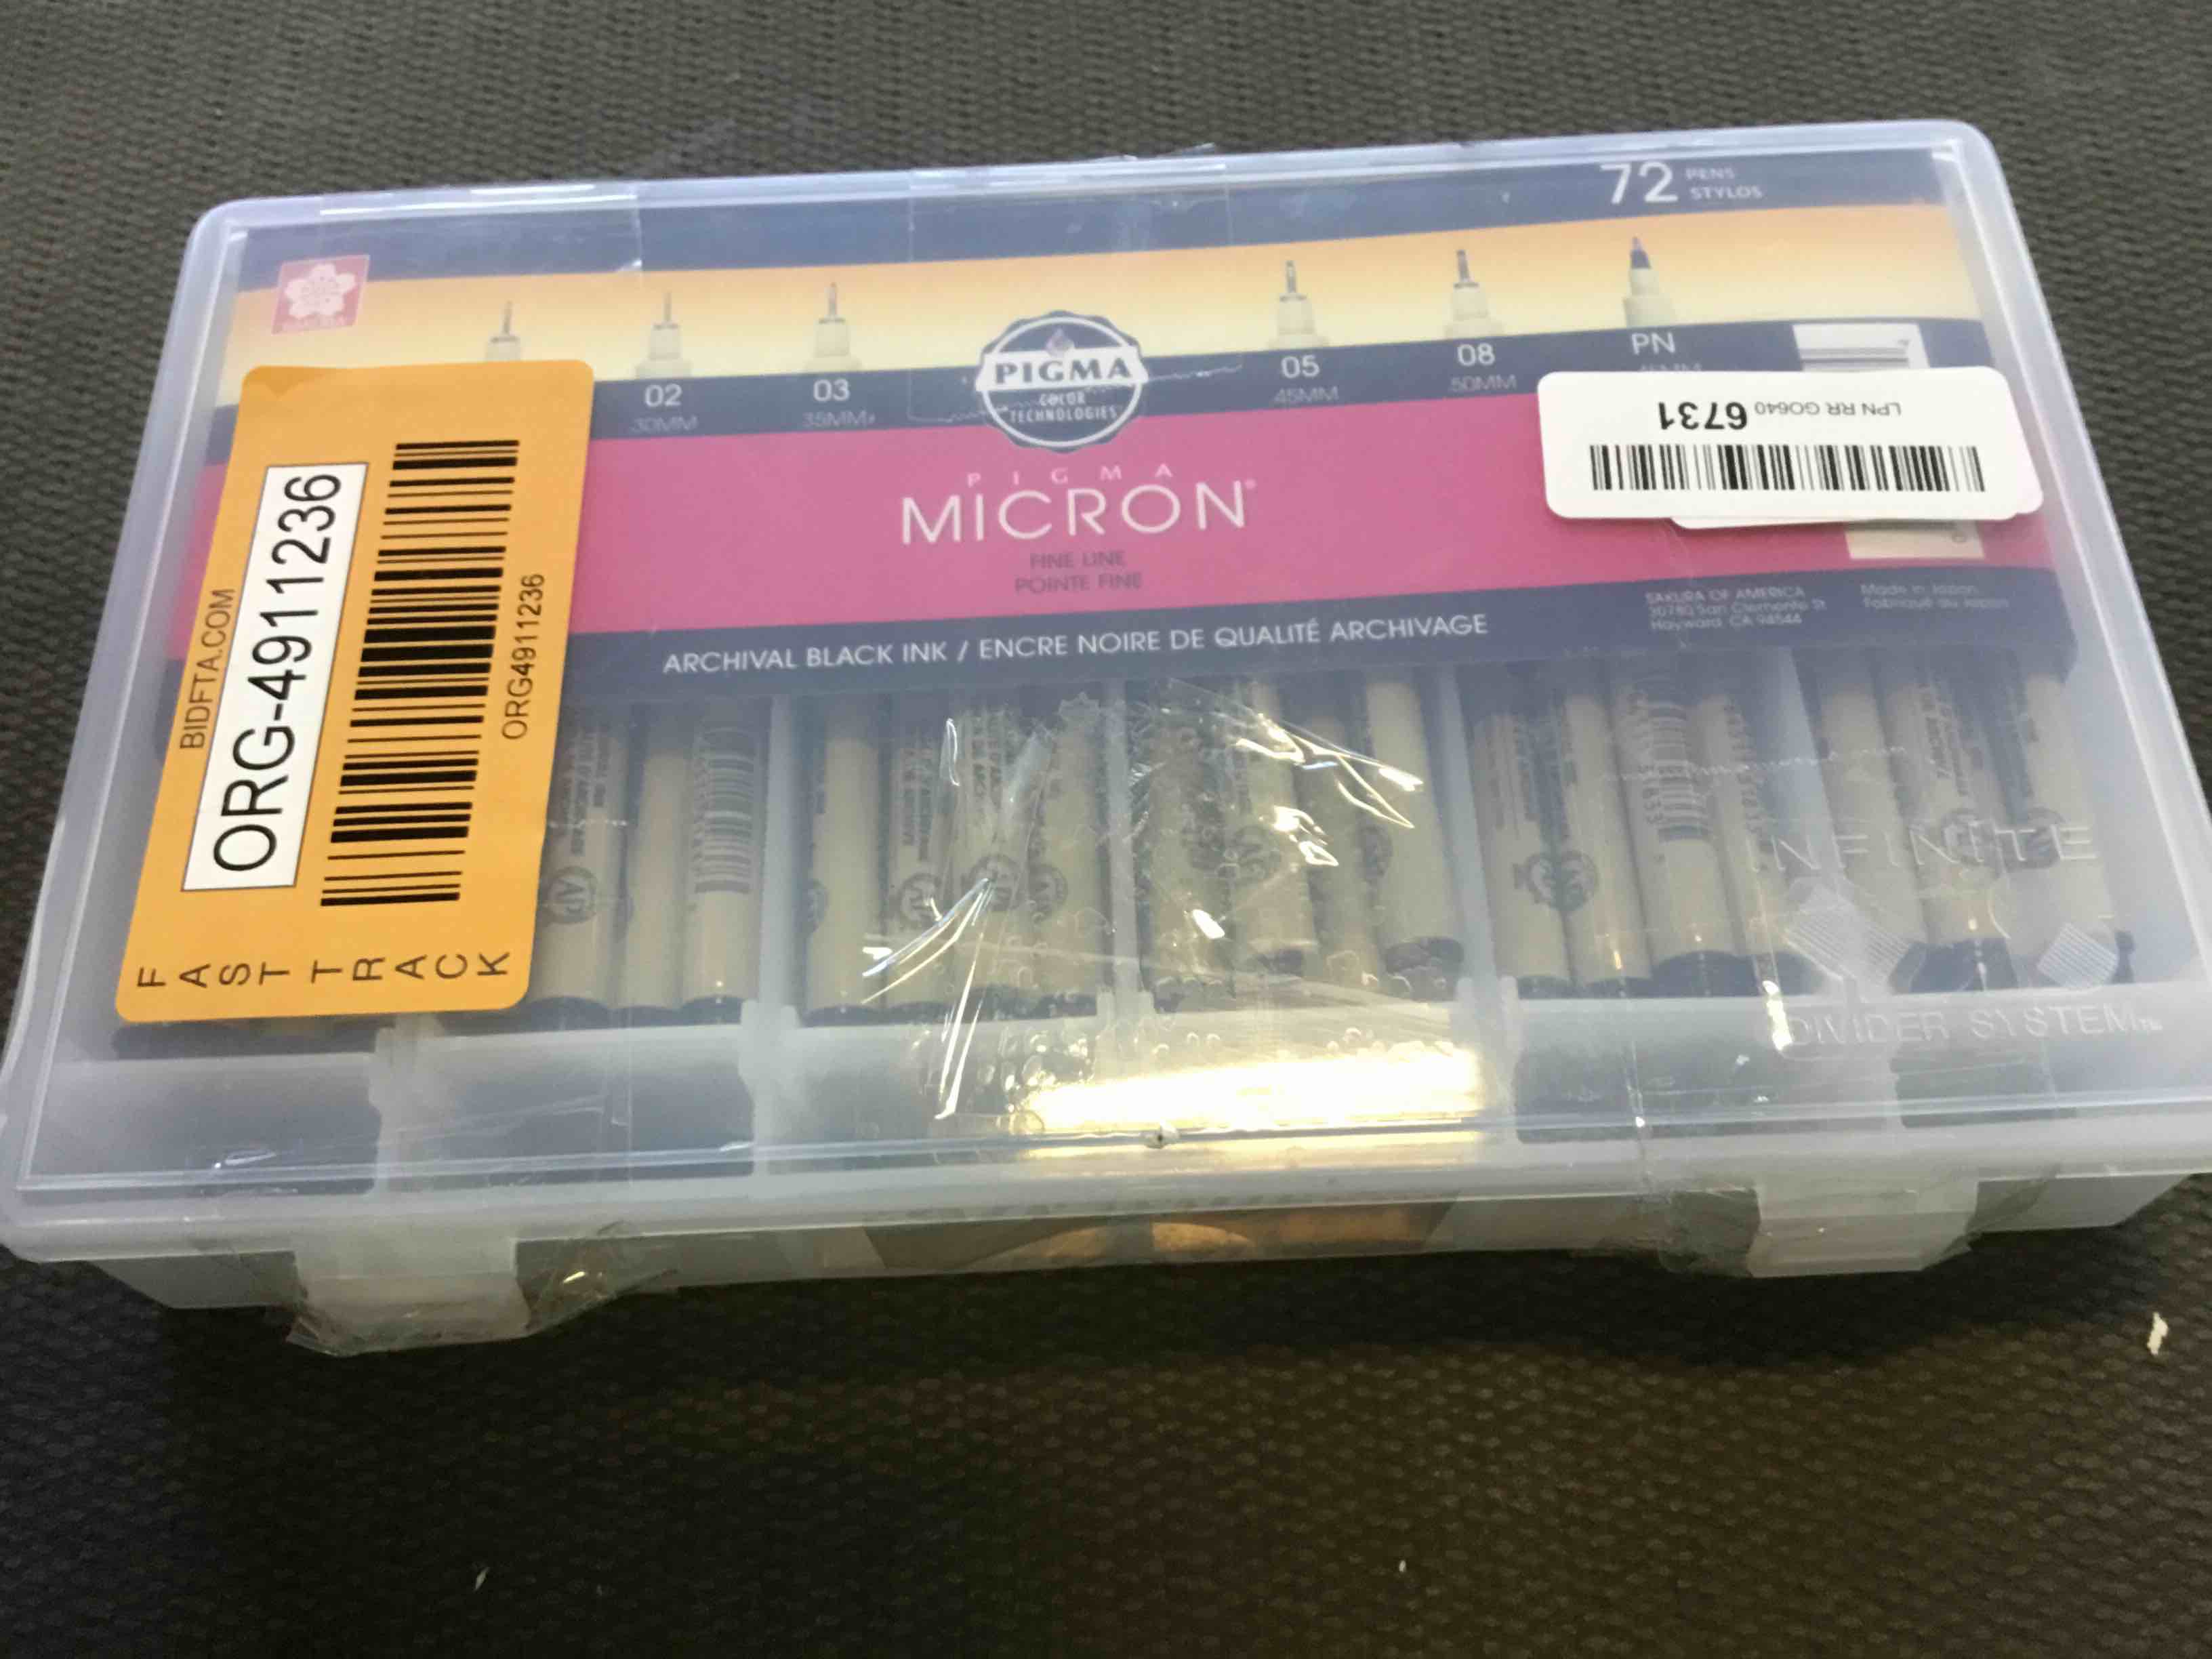 72 PENS
STYLOS
02
.30MM
03
.35MM
05
.45MM
08
.50MM
PN
PIGMA
COLOR
TECHNOLOGIES
PIGMA
MICRON®
FINE LINE
POINTE FINE
ARCHIVAL BLACK INK / ENCRE NOIRE DE QUALITÉ ARCHIVAGE
SAKURA OF AMERICA
30780 San Clemente St
Hayward, CA 94544
Made in Japan
Fabriqué au Japon
LPN RR GO640 6731
BIDFTA.COM
ORG-4911236
ORG4911236
FAST TRACK
INFINITE
DIVIDER SYSTEM™